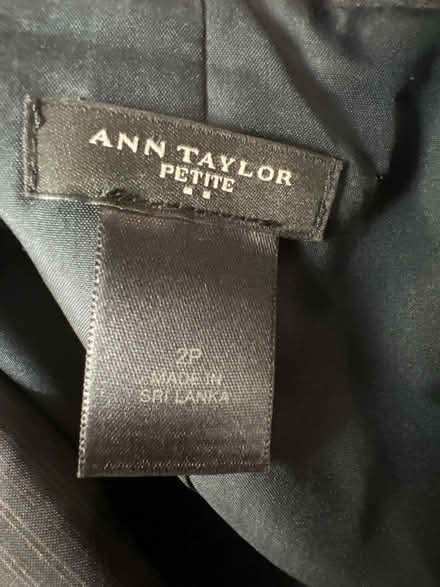 ANN TAYLOR
PETITE
2P
MADE IN
SRI LANKA